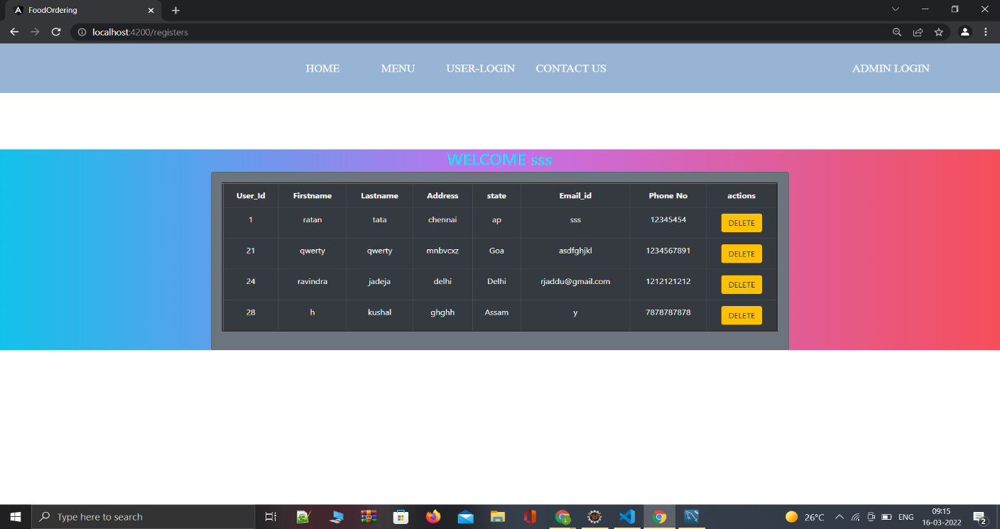 FoodOrdering
localhost:4200/registers
HOME MENU USER-LOGIN CONTACT US ADMIN LOGIN
WELCOME sss
User_Id Firstname Lastname Address state Email_id Phone No actions
1 ratan tata chennai ap sss 12345454 DELETE
21 qwerty qwerty mnbvcxz Goa asdfghjkl 1234567891 DELETE
24 ravindra jadeja delhi Delhi rjaddu@gmail.com 1212121212 DELETE
28 h kushal ghghh Assam y 7878787878 DELETE
Type here to search
26°C ENG
09:15
16-03-2022
2